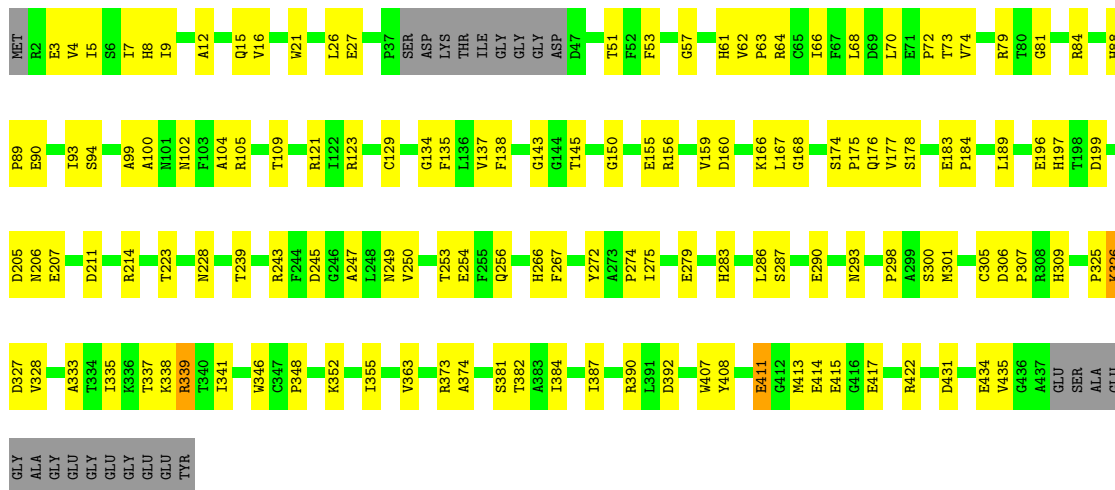 MET R2 E3 V4 I5 S6 I7 H8 I9 A12 Q15 V16 W21 L26 E27 P37 SER ASP LYS THR ILE GLY GLY GLY ASP D47 T51 F52 F53 G57 H61 V62 P63 R64 C65 I66 F67 L68 D69 L70 E71 P72 T73 V74 R79 T80 G81 R84
P89 E90 I93 S94 A99 A100 N101 N102 F103 A104 R105 T109 R121 I122 R123 C129 G134 F135 L136 V137 F138 G143 G144 T145 G150 E155 R156 V159 D160 K166 L167 G168 S174 P175 Q176 V177 S178 E183 P184 L189 E196 H197 T198 D199
D205 N206 E207 D211 R214 T223 N228 T239 R243 F244 D245 G246 A247 L248 N249 V250 T253 E254 F255 Q256 H266 F267 Y272 A273 P274 I275 E279 H283 L286 S287 E290 N293 P298 A299 S300 M301 C305 D306 P307 R308 H309 P325 K326
D327 V328 A333 T334 I335 K336 T337 K338 R339 T340 I341 W346 C347 P348 K352 I355 V363 R373 A374 S381 T382 A383 I384 I387 R390 L391 D392 W407 Y408 E411 G412 M413 E414 E415 G416 E417 R422 D431 E434 V435 G436 A437 GLU SER ALA GLU
GLY ALA GLY GLU GLY GLU GLY GLU GLU TYR